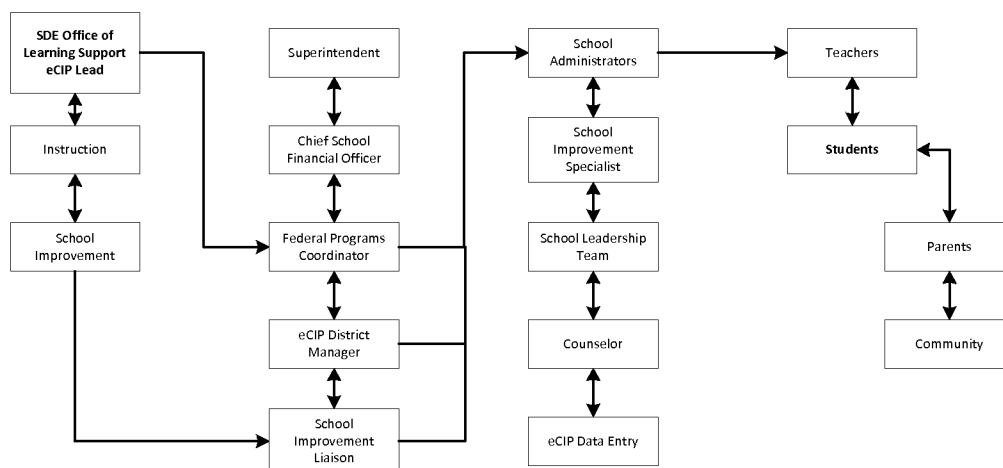 SDE Office of
Learning Support
eCIP Lead
Instruction
School
Improvement
Superintendent
Chief School
Financial Officer
Federal Programs
Coordinator
eCIP District
Manager
School
Improvement
Liaison
School
Administrators
School
Improvement
Specialist
School Leadership
Team
Counselor
eCIP Data Entry
Teachers
Students
Parents
Community